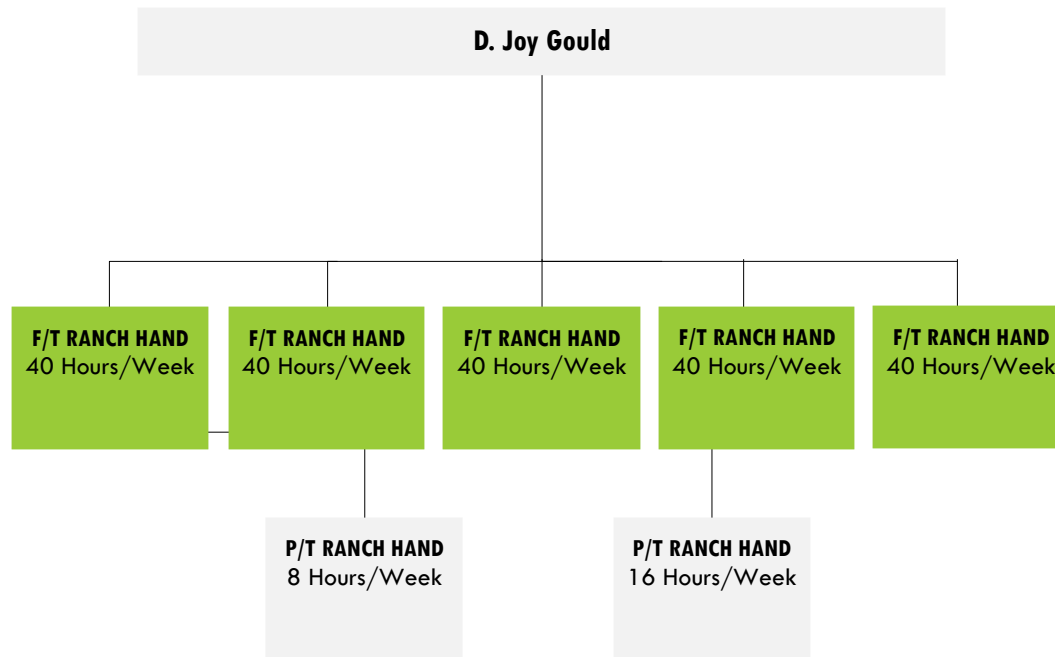 D. Joy Gould
F/T RANCH HAND
40 Hours/Week
F/T RANCH HAND
40 Hours/Week
F/T RANCH HAND
40 Hours/Week
F/T RANCH HAND
40 Hours/Week
F/T RANCH HAND
40 Hours/Week
P/T RANCH HAND
8 Hours/Week
P/T RANCH HAND
16 Hours/Week